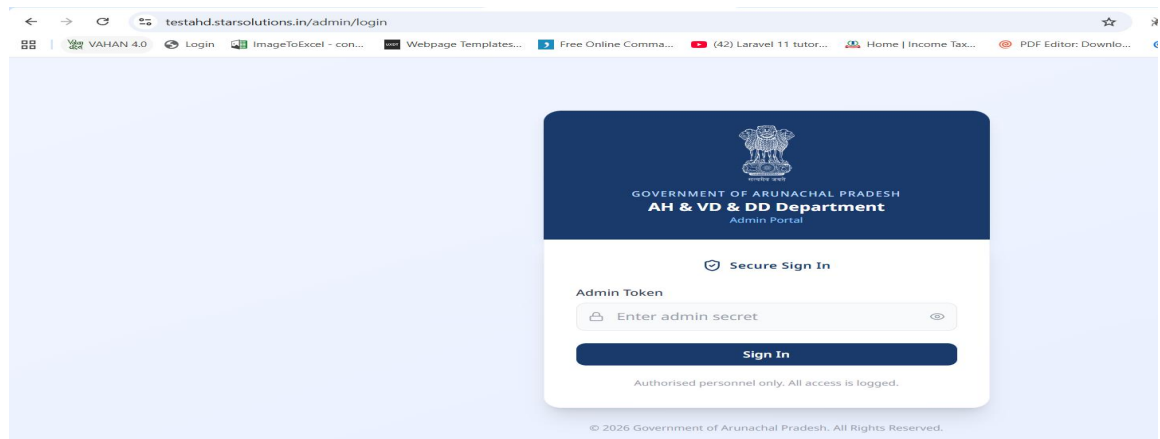 testahd.starsolutions.in/admin/login
VAHAN 4.0 Login ImageToExcel - con... Webpage Templates... Free Online Comma... (42) Laravel 11 tutor... Home | Income Tax... PDF Editor: Downlo...
सत्यमेव जयते
GOVERNMENT OF ARUNACHAL PRADESH
AH & VD & DD Department
Admin Portal
Secure Sign In
Admin Token
Enter admin secret
Sign In
Authorised personnel only. All access is logged.
© 2026 Government of Arunachal Pradesh. All Rights Reserved.